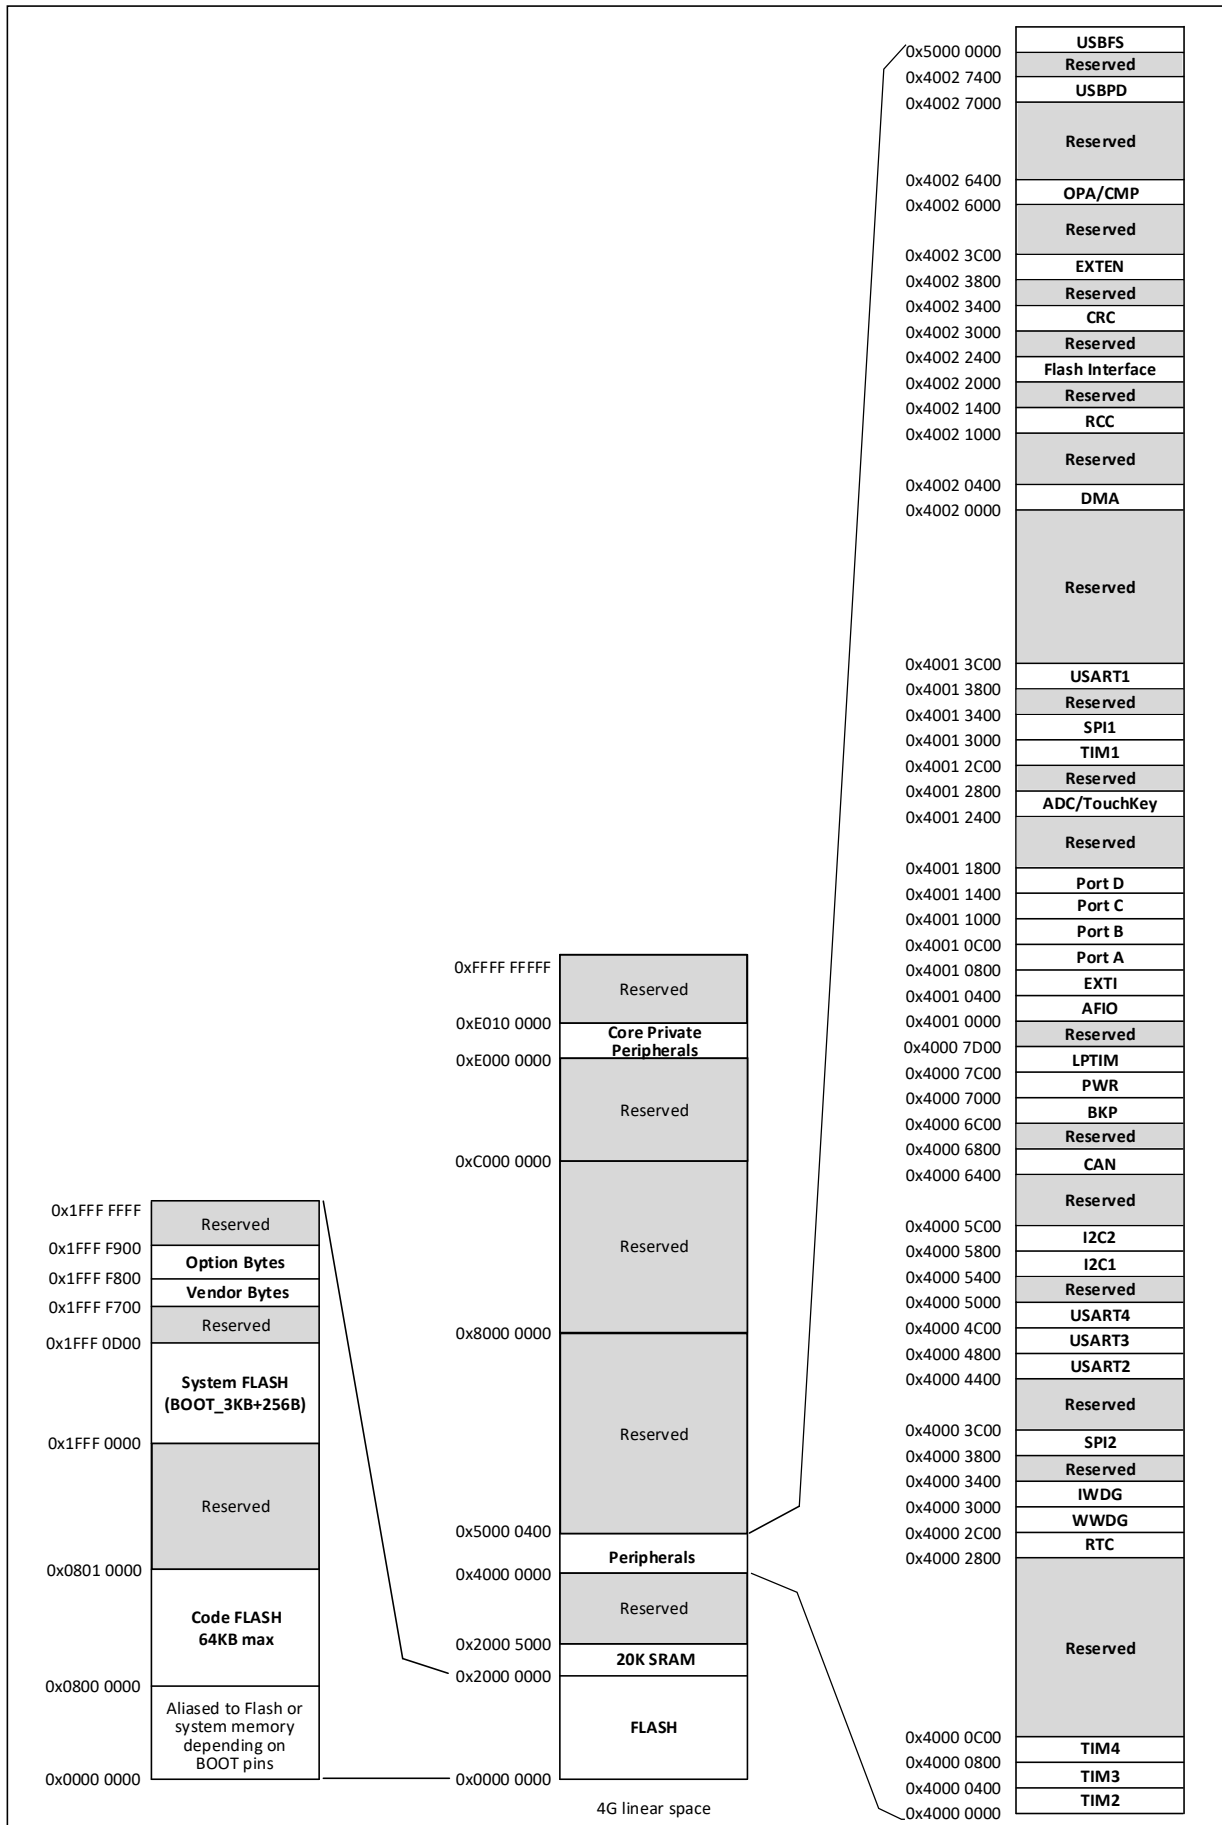 0x1FFF FFFF
Reserved
0x1FFF F900
Option Bytes
0x1FFF F800
Vendor Bytes
0x1FFF F700
Reserved
0x1FFF 0D00
System FLASH
(BOOT_3KB+256B)
0x1FFF 0000
Reserved
0x0801 0000
Code FLASH
64KB max
0x0800 0000
Aliased to Flash or
system memory
depending on
BOOT pins
0x0000 0000
0xFFFF FFFFF
Reserved
0xE010 0000
Core Private
Peripherals
0xE000 0000
Reserved
0xC000 0000
Reserved
0x8000 0000
Reserved
0x5000 0400
Peripherals
0x4000 0000
Reserved
0x2000 5000
20K SRAM
0x2000 0000
FLASH
0x0000 0000
4G linear space
USBFS
0x5000 0000
Reserved
0x4002 7400
USBPD
0x4002 7000
Reserved
0x4002 6400
OPA/CMP
0x4002 6000
Reserved
0x4002 3C00
EXTEN
0x4002 3800
Reserved
0x4002 3400
CRC
0x4002 3000
Reserved
0x4002 2400
Flash Interface
0x4002 2000
Reserved
0x4002 1400
RCC
0x4002 1000
Reserved
0x4002 0400
DMA
0x4002 0000
Reserved
0x4001 3C00
USART1
0x4001 3800
Reserved
0x4001 3400
SPI1
0x4001 3000
TIM1
0x4001 2C00
Reserved
0x4001 2800
ADC/TouchKey
0x4001 2400
Reserved
0x4001 1800
Port D
0x4001 1400
Port C
0x4001 1000
Port B
0x4001 0C00
Port A
0x4001 0800
EXTI
0x4001 0400
AFIO
0x4001 0000
Reserved
0x4000 7D00
LPTIM
0x4000 7C00
PWR
0x4000 7000
BKP
0x4000 6C00
Reserved
0x4000 6800
CAN
0x4000 6400
Reserved
0x4000 5C00
I2C2
0x4000 5800
I2C1
0x4000 5400
Reserved
0x4000 5000
USART4
0x4000 4C00
USART3
0x4000 4800
USART2
0x4000 4400
Reserved
0x4000 3C00
SPI2
0x4000 3800
Reserved
0x4000 3400
IWDG
0x4000 3000
WWDG
0x4000 2C00
RTC
0x4000 2800
Reserved
0x4000 0C00
TIM4
0x4000 0800
TIM3
0x4000 0400
TIM2
0x4000 0000